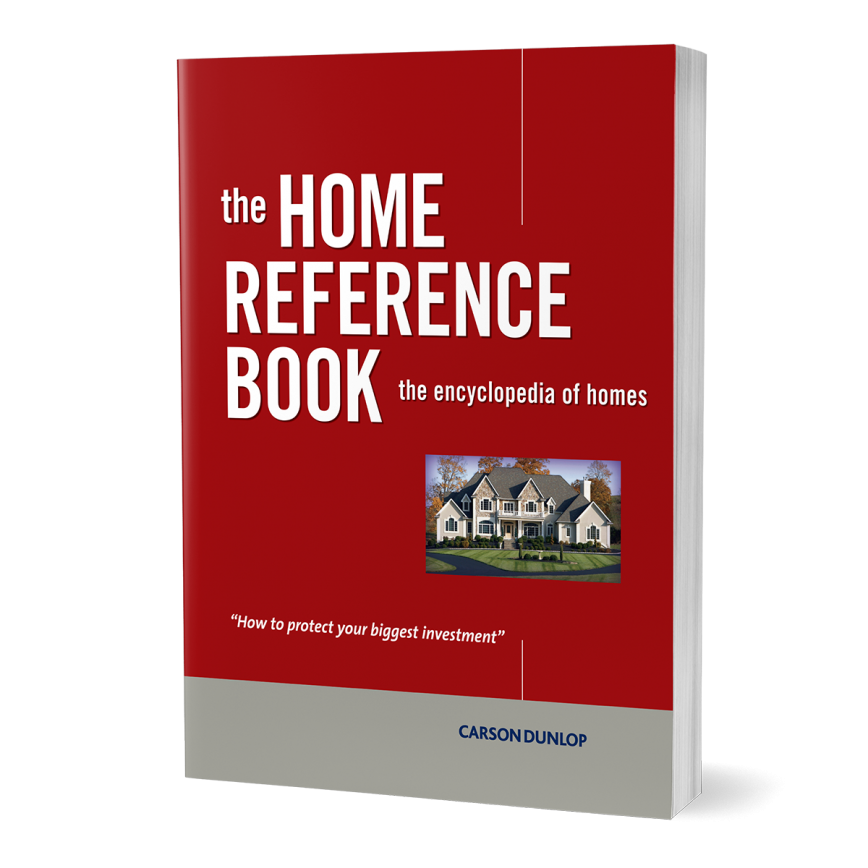 the HOME
REFERENCE
BOOK the encyclopedia of homes
“How to protect your biggest investment”
CARSON DUNLOP